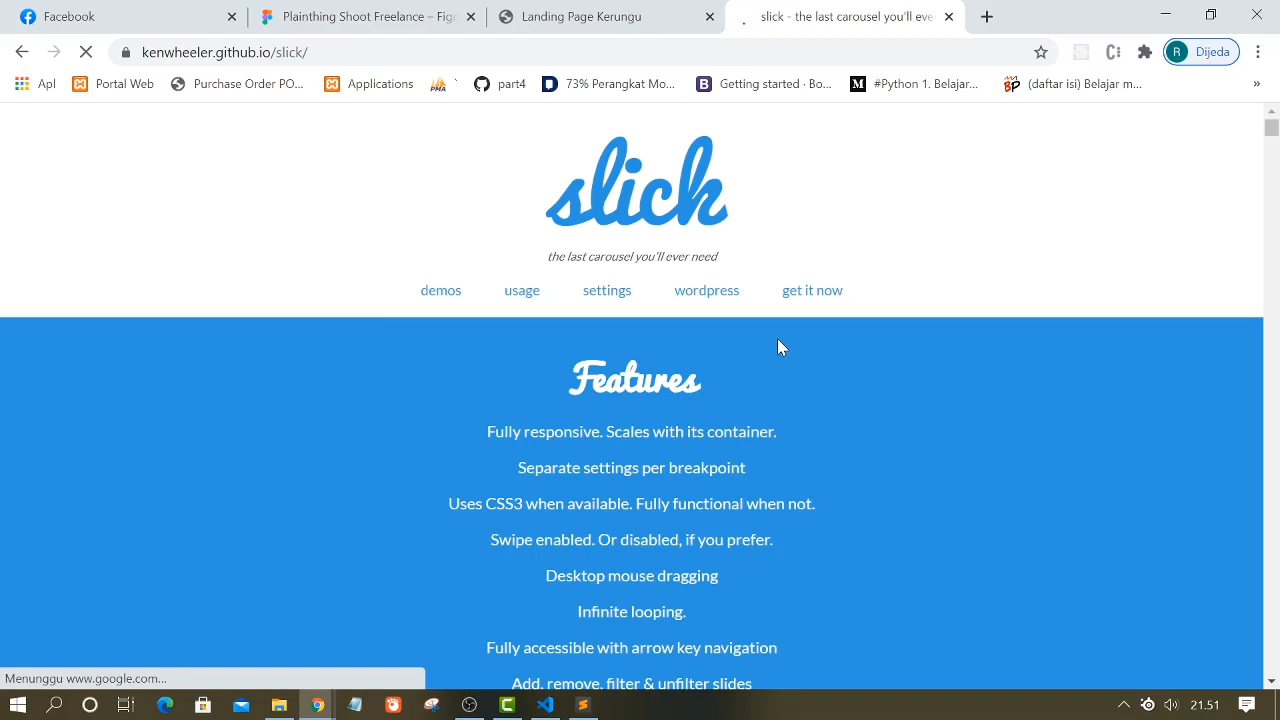 Facebook
Plainthing Shoot Freelance – Fig
Landing Page Kerungu
slick - the last carousel you'll eve
kenwheeler.github.io/slick/
R Dijeda
Apl
Portal Web
Purchase Order PO...
Applications
PMA
part4
73% Perangkat Mo...
Getting started · Bo...
#Python 1. Belajar...
(daftar isi) Belajar m...
»
slick
the last carousel you'll ever need
demos usage settings wordpress get it now
Features
Fully responsive. Scales with its container.
Separate settings per breakpoint
Uses CSS3 when available. Fully functional when not.
Swipe enabled. Or disabled, if you prefer.
Desktop mouse dragging
Infinite looping.
Fully accessible with arrow key navigation
Add, remove, filter & unfilter slides
Menunggu www.google.com...
21.51